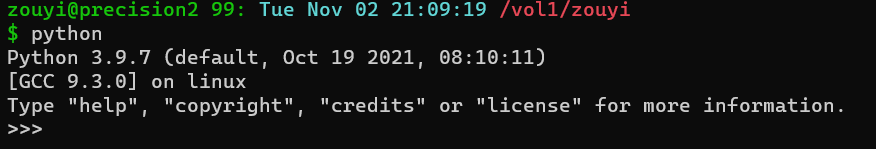 zouyi@precision2 99: Tue Nov 02 21:09:19 /vol1/zouyi
$ python
Python 3.9.7 (default, Oct 19 2021, 08:10:11)
[GCC 9.3.0] on linux
Type "help", "copyright", "credits" or "license" for more information.
>>>